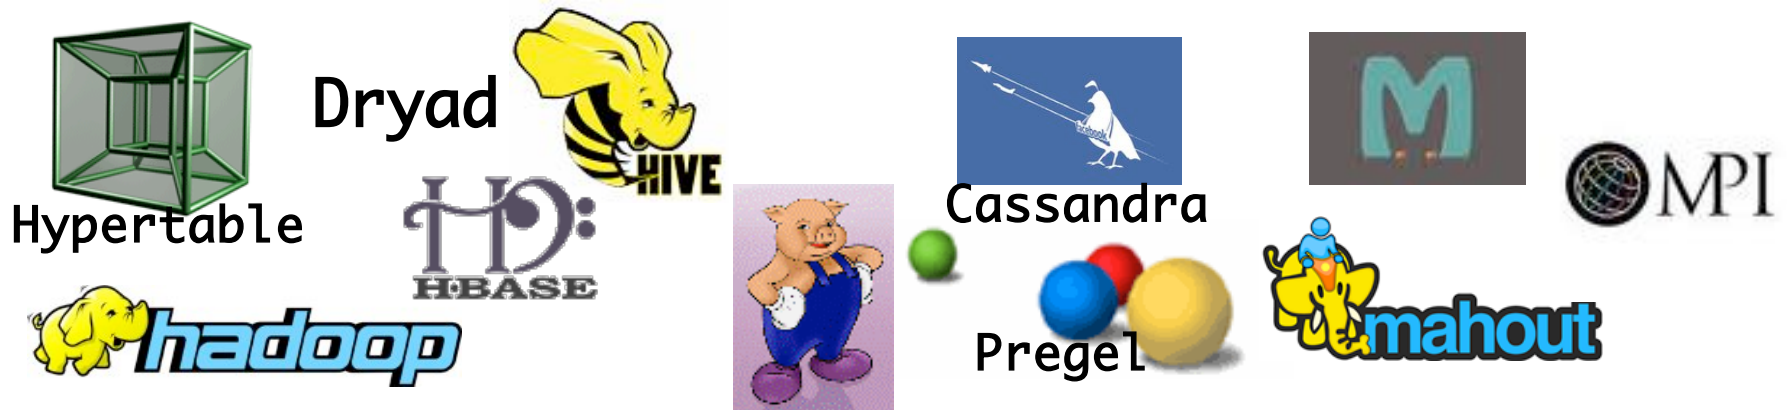 Dryad
HIVE
Hypertable
HBASE
hadoop
facebook
Cassandra
Pregel
M
MPI
mahout